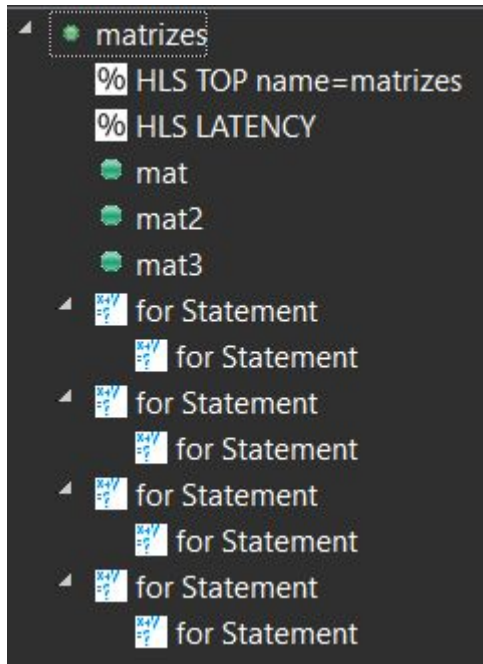 matrizes
% HLS TOP name=matrizes
% HLS LATENCY
mat
mat2
mat3
for Statement
for Statement
for Statement
for Statement
for Statement
for Statement
for Statement
for Statement